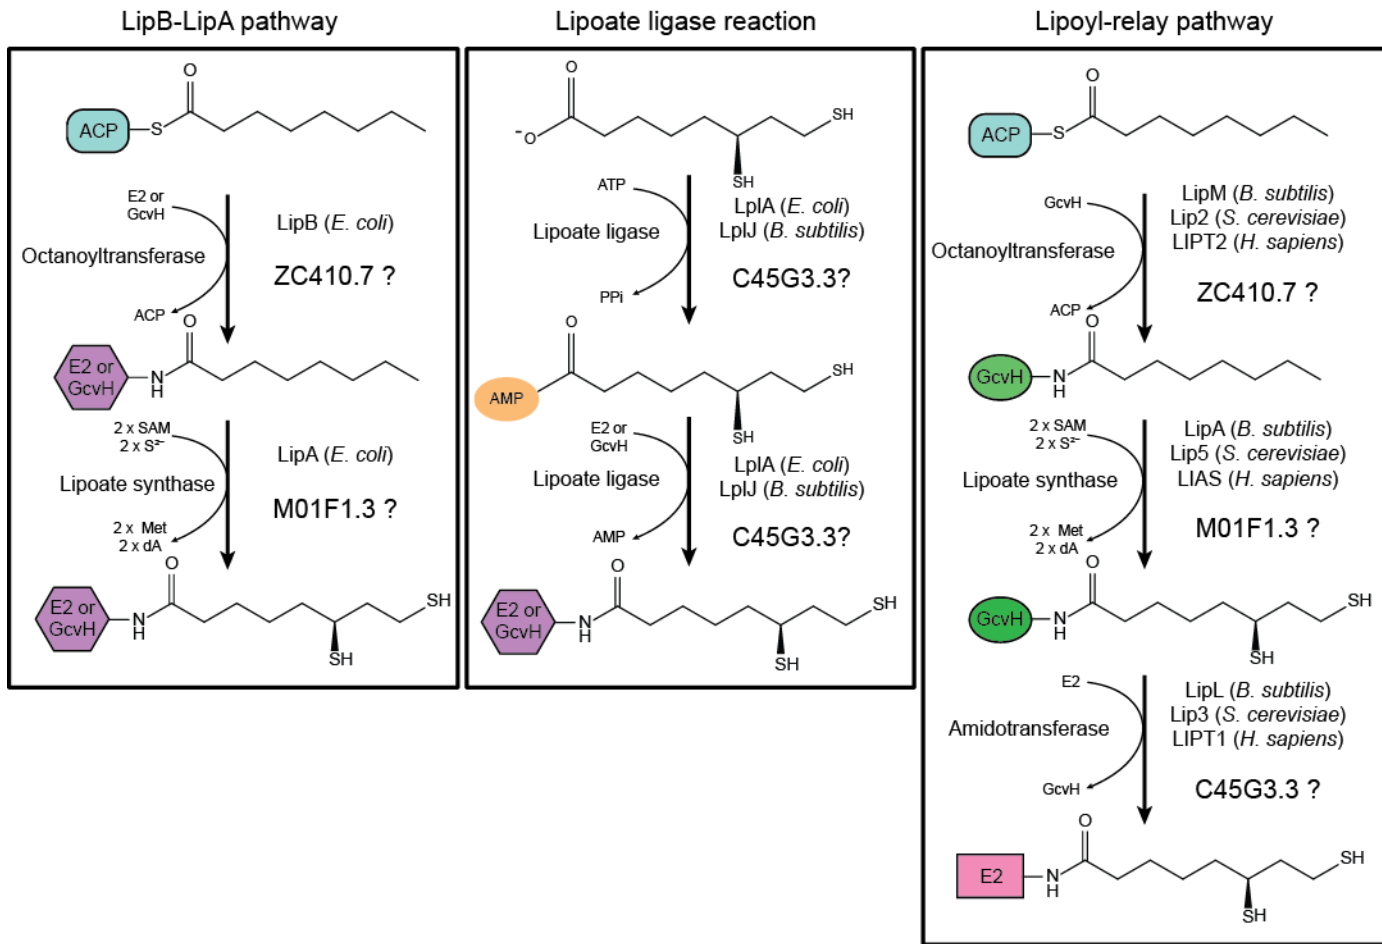 LipB-LipA pathway
O
ACP
S
E2 or
GcvH
Octanoyltransferase
ACP
LipB (E. coli)
ZC410.7 ?
O
E2 or
GcvH
N
H
2 x SAM
2 x S²⁻
Lipoate synthase
2 x Met
2 x dA
LipA (E. coli)
M01F1.3 ?
O
E2 or
GcvH
N
H
SH
SH
Lipoate ligase reaction
O
⁻O
SH
SH
ATP
Lipoate ligase
PPi
LplA (E. coli)
LplJ (B. subtilis)
C45G3.3?
O
AMP
SH
SH
E2 or
GcvH
Lipoate ligase
AMP
LplA (E. coli)
LplJ (B. subtilis)
C45G3.3?
O
E2 or
GcvH
N
H
SH
SH
Lipoyl-relay pathway
O
ACP
S
GcvH
Octanoyltransferase
ACP
LipM (B. subtilis)
Lip2 (S. cerevisiae)
LIPT2 (H. sapiens)
ZC410.7 ?
O
GcvH
N
H
2 x SAM
2 x S²⁻
Lipoate synthase
2 x Met
2 x dA
LipA (B. subtilis)
Lip5 (S. cerevisiae)
LIAS (H. sapiens)
M01F1.3 ?
O
GcvH
N
H
SH
SH
E2
Amidotransferase
GcvH
LipL (B. subtilis)
Lip3 (S. cerevisiae)
LIPT1 (H. sapiens)
C45G3.3 ?
O
E2
N
H
SH
SH